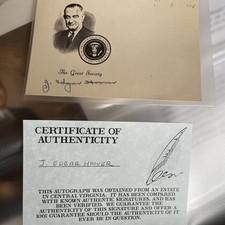 The Great Society
J. Edgar Hoover
CERTIFICATE OF
AUTHENTICITY
J. EDGAR HOOVER
THIS AUTOGRAPH WAS OBTAINED FROM AN ESTATE
IN CENTRAL VIRGINIA. IT HAS BEEN COMPARED
WITH KNOWN AUTHENTIC SIGNATURES, AND HAS
BEEN VERIFIED. WE GUARANTEE THE
AUTHENTICITY OF THIS SIGNATURE AND OFFER A
100% GUARANTEE SHOULD THE AUTHENTICITY OF IT
EVER BE IN QUESTION.